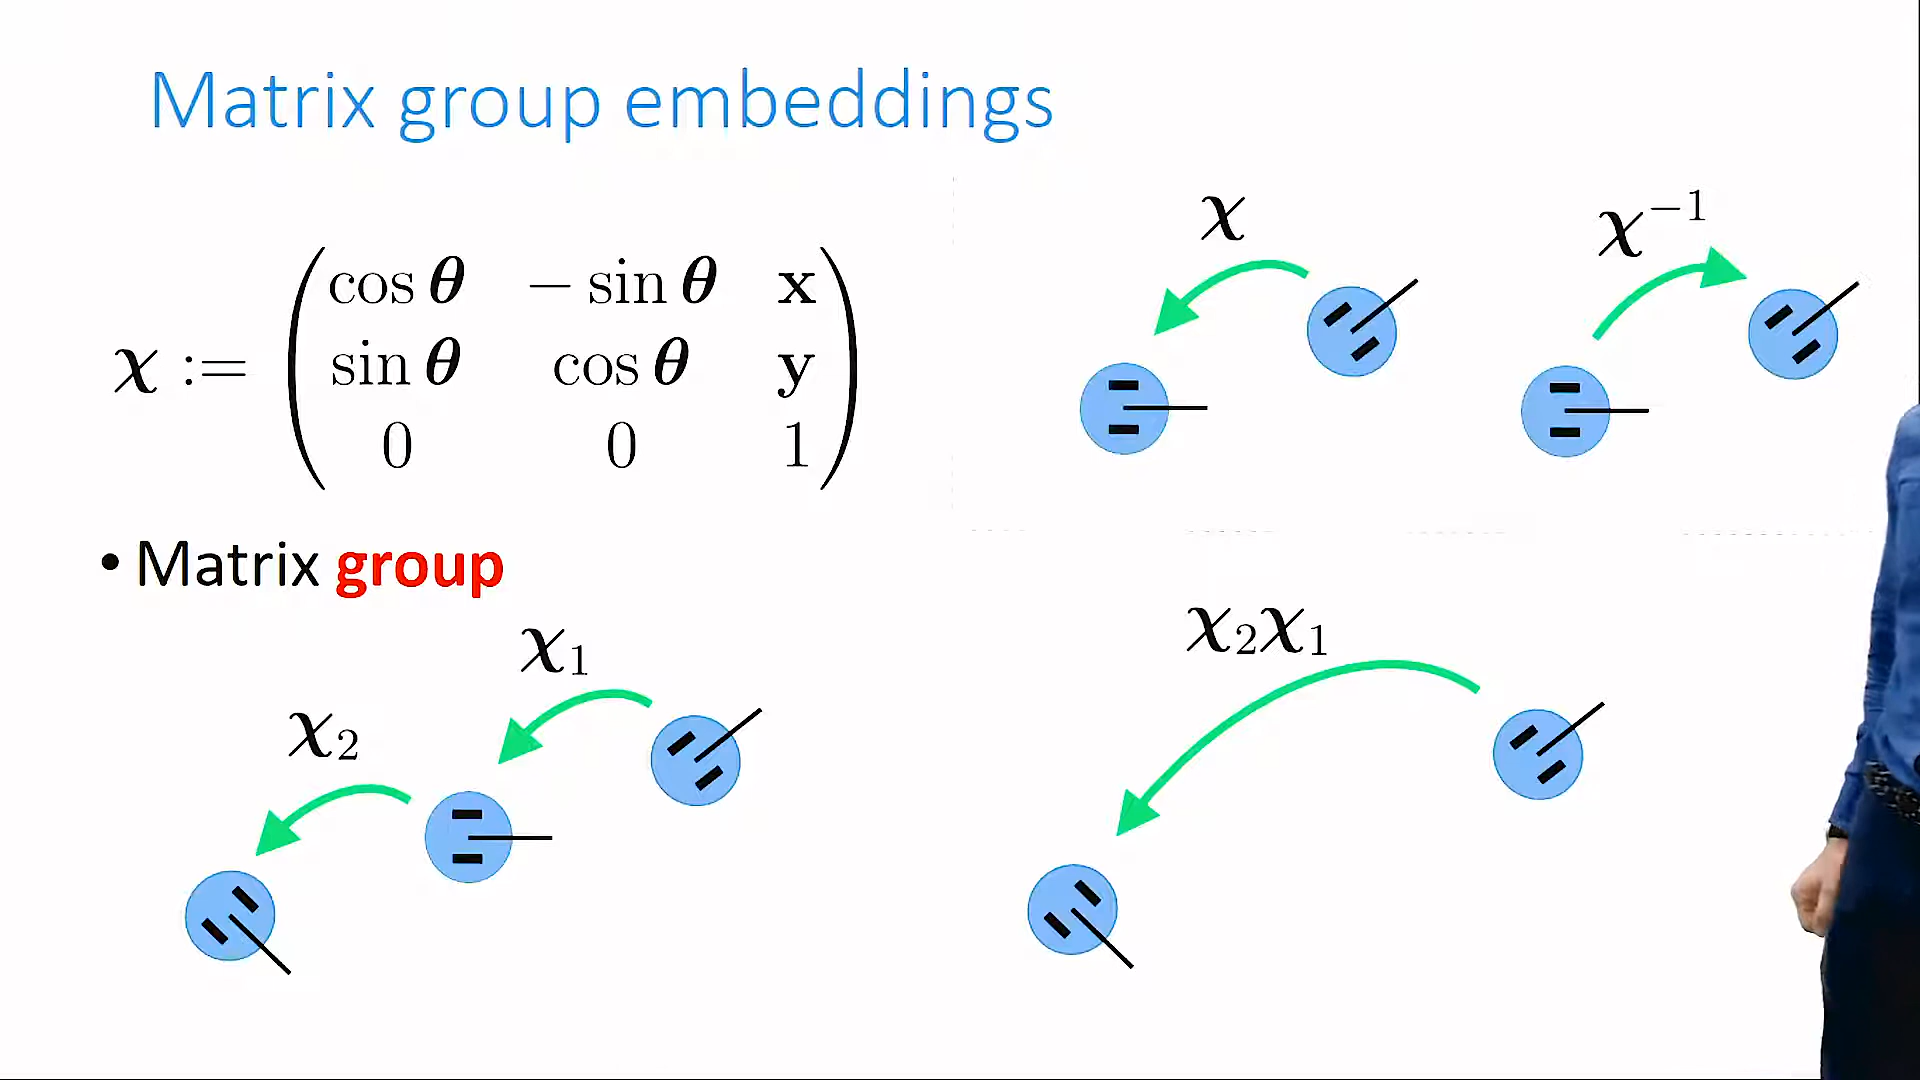 Matrix group embeddings
χ := ( cos θ  − sin θ  x
sin θ  cos θ  y
0  0  1 )
χ
χ⁻¹
• Matrix group
χ₁
χ₂
χ₂χ₁